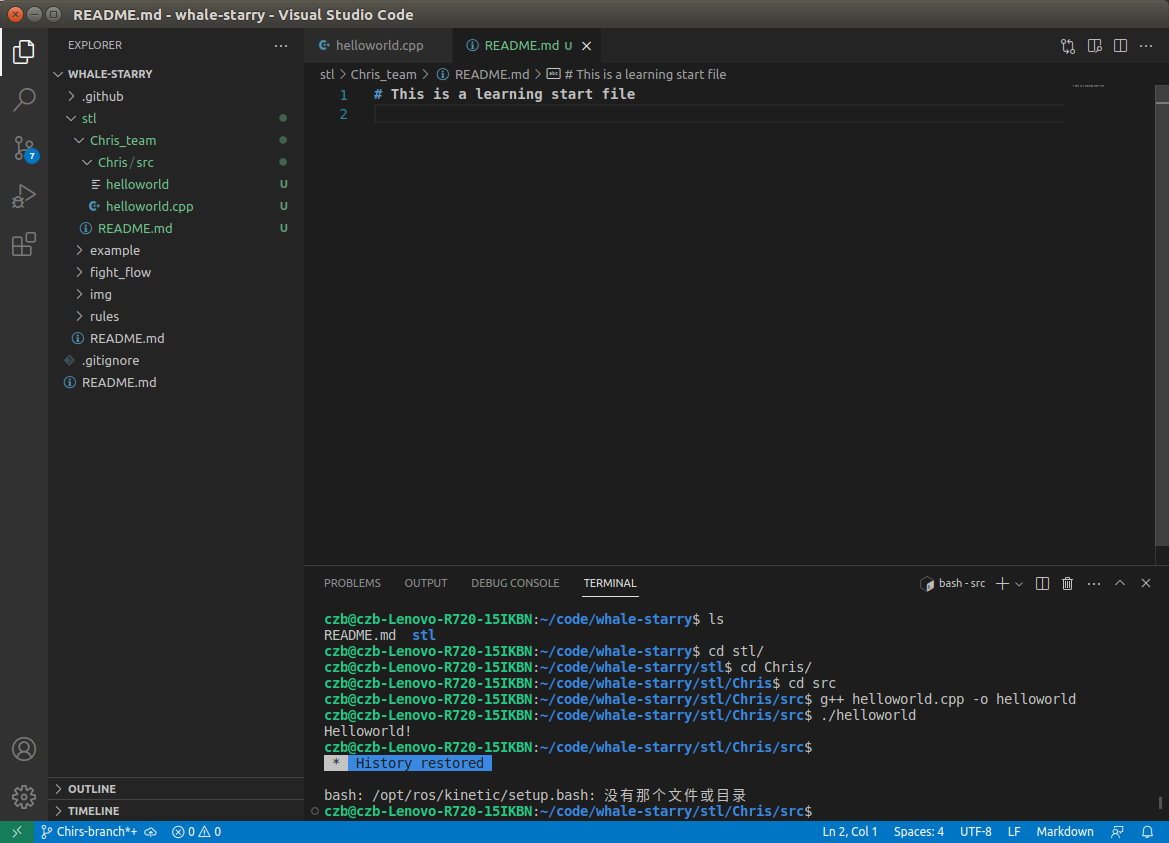 README.md - whale-starry - Visual Studio Code
EXPLORER
WHALE-STARRY
.github
stl
Chris_team
Chris / src
helloworld U
helloworld.cpp U
README.md U
example
fight_flow
img
rules
README.md
.gitignore
README.md
OUTLINE
TIMELINE
7
helloworld.cpp
README.md U
stl > Chris_team > README.md > # This is a learning start file
1 # This is a learning start file
2
PROBLEMS OUTPUT DEBUG CONSOLE TERMINAL
bash - src
czb@czb-Lenovo-R720-15IKBN:~/code/whale-starry$ ls
README.md stl
czb@czb-Lenovo-R720-15IKBN:~/code/whale-starry$ cd stl/
czb@czb-Lenovo-R720-15IKBN:~/code/whale-starry/stl$ cd Chris/
czb@czb-Lenovo-R720-15IKBN:~/code/whale-starry/stl/Chris$ cd src
czb@czb-Lenovo-R720-15IKBN:~/code/whale-starry/stl/Chris/src$ g++ helloworld.cpp -o helloworld
czb@czb-Lenovo-R720-15IKBN:~/code/whale-starry/stl/Chris/src$ ./helloworld
Helloworld!
czb@czb-Lenovo-R720-15IKBN:~/code/whale-starry/stl/Chris/src$
* History restored
bash: /opt/ros/kinetic/setup.bash: 没有那个文件或目录
czb@czb-Lenovo-R720-15IKBN:~/code/whale-starry/stl/Chris/src$
Chirs-branch*+ 0 0 Ln 2, Col 1 Spaces: 4 UTF-8 LF Markdown